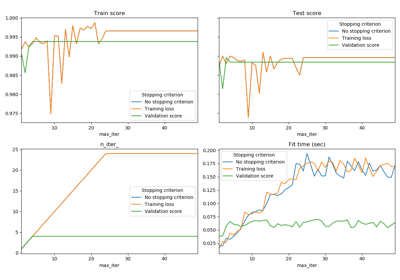 Train score
1.000
0.995
0.990
0.985
0.980
0.975
Stopping criterion
No stopping criterion
Training loss
Validation score
10
20
30
40
max_iter
Test score
Stopping criterion
No stopping criterion
Training loss
Validation score
10
20
30
40
max_iter
n_iter_
25
20
15
10
5
0
Stopping criterion
No stopping criterion
Training loss
Validation score
10
20
30
40
max_iter
Fit time (sec)
0.200
0.175
0.150
0.125
0.100
0.075
0.050
0.025
Stopping criterion
No stopping criterion
Training loss
Validation score
10
20
30
40
max_iter